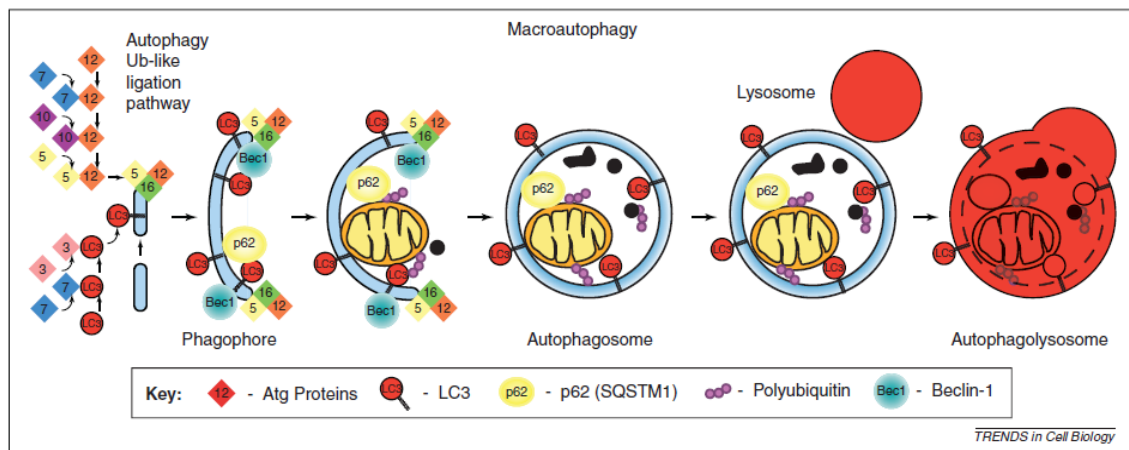 Macroautophagy
Autophagy
Ub-like
ligation
pathway
12
7
7 12
10
10 12
5
5 12
5 12
16
LC3
3
LC3
3
7 LC3
7
LC3
LC3
5 12
16
Bec1
LC3
p62
LC3
LC3
Bec1
16
5 12
Phagophore
LC3
5 12
16
Bec1
p62
LC3
LC3
Bec1
16
5 12
LC3
p62
LC3
LC3
LC3
Autophagosome
Lysosome
LC3
p62
LC3
LC3
LC3
LC3
LC3
Autophagolysosome
Key:
12 - Atg Proteins
LC3 - LC3
p62 - p62 (SQSTM1)
- Polyubiquitin
Bec1 - Beclin-1
TRENDS in Cell Biology